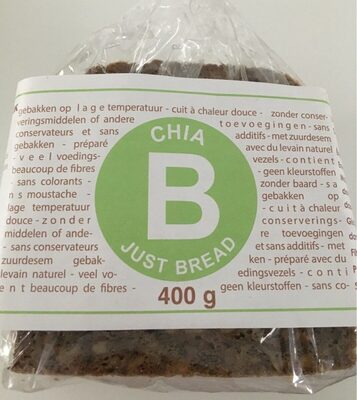 gebakken op lage temperatuur - cuit à chaleur douce - zonder conser-
veringsmiddelen of andere toevoegingen - sans
conservateurs et sans additifs - met zuurdesem
gebakken - préparé avec du levain naturel
- veel voedings- vezels - contient
beaucoup de fibres - geen kleurstoffen
- sans colorants - zonder baard - sa
s moustache - gebakken op
lage temperatuur - cuit à chaleur
douce - zonder conserverings-
middelen of ande- re toevoegingen
- sans conservateurs et sans additifs - met
zuurdesem gebak- ken - préparé avec du
levain naturel - veel vo- edingsvezels - conti
e n t beaucoup de fibres - geen kleurstoffen - sans co-
CHIA
B
JUST BREAD
400 g